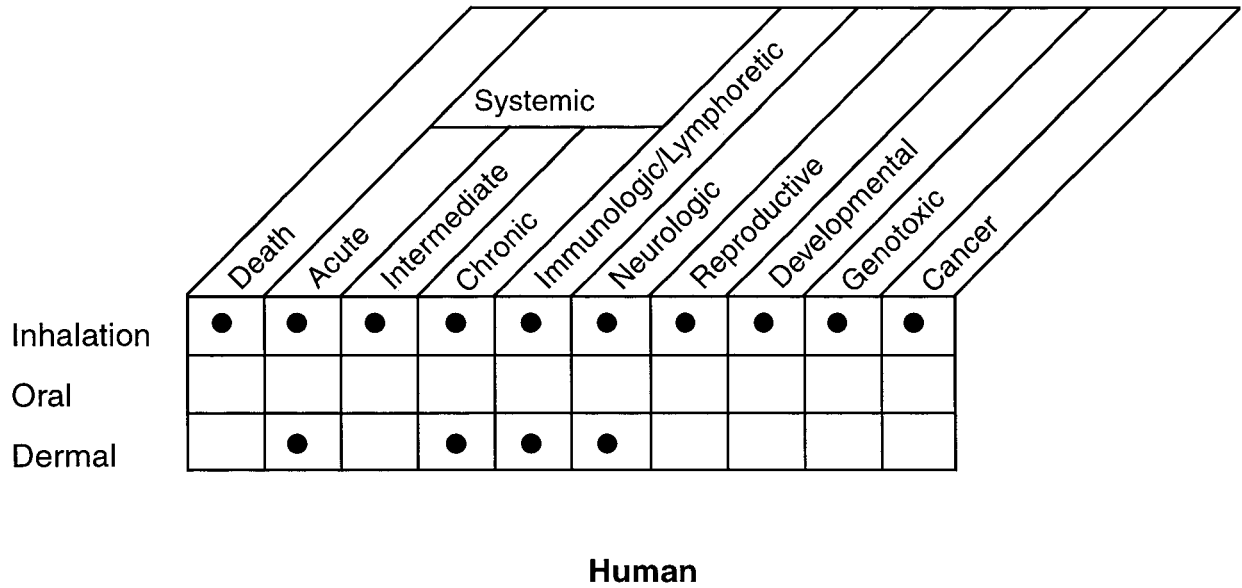 Systemic
Death
Acute
Intermediate
Chronic
Immunologic/Lymphoretic
Neurologic
Reproductive
Developmental
Genotoxic
Cancer
Inhalation
Oral
Dermal
Human